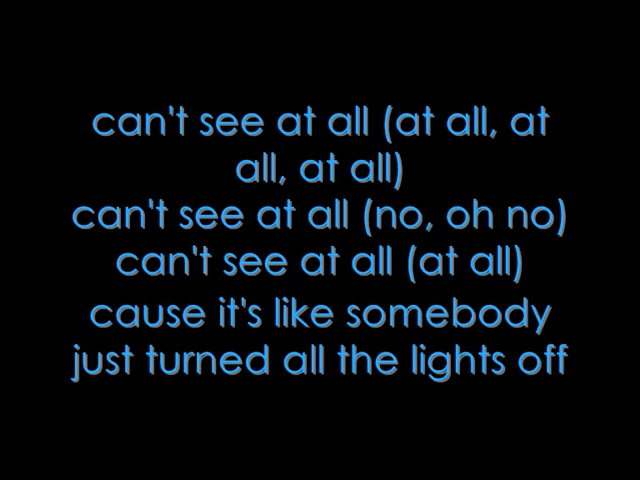 can't see at all (at all, at
all, at all)
can't see at all (no, oh no)
can't see at all (at all)
cause it's like somebody
just turned all the lights off